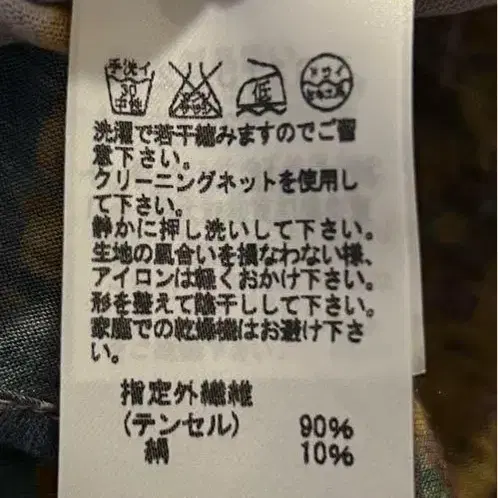 手洗イ
30
中性
低
ドライ
洗濯で若干縮みますのでご留
意下さい。
クリーニングネットを使用し
て下さい。
静かに押し洗いして下さい。
生地の風合いを損なわない様、
アイロンは軽くおかけ下さい。
形を整えて陰干しして下さい。
家庭での乾燥機はお避け下さ
い。
指定外繊維
(テンセル) 90%
絹 10%